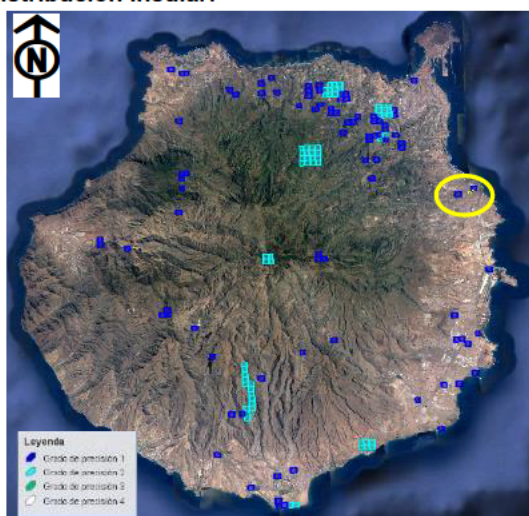 N
Leyenda
Grado de precisión 1
Grado de precisión 2
Grado de precisión 3
Grado de precisión 4